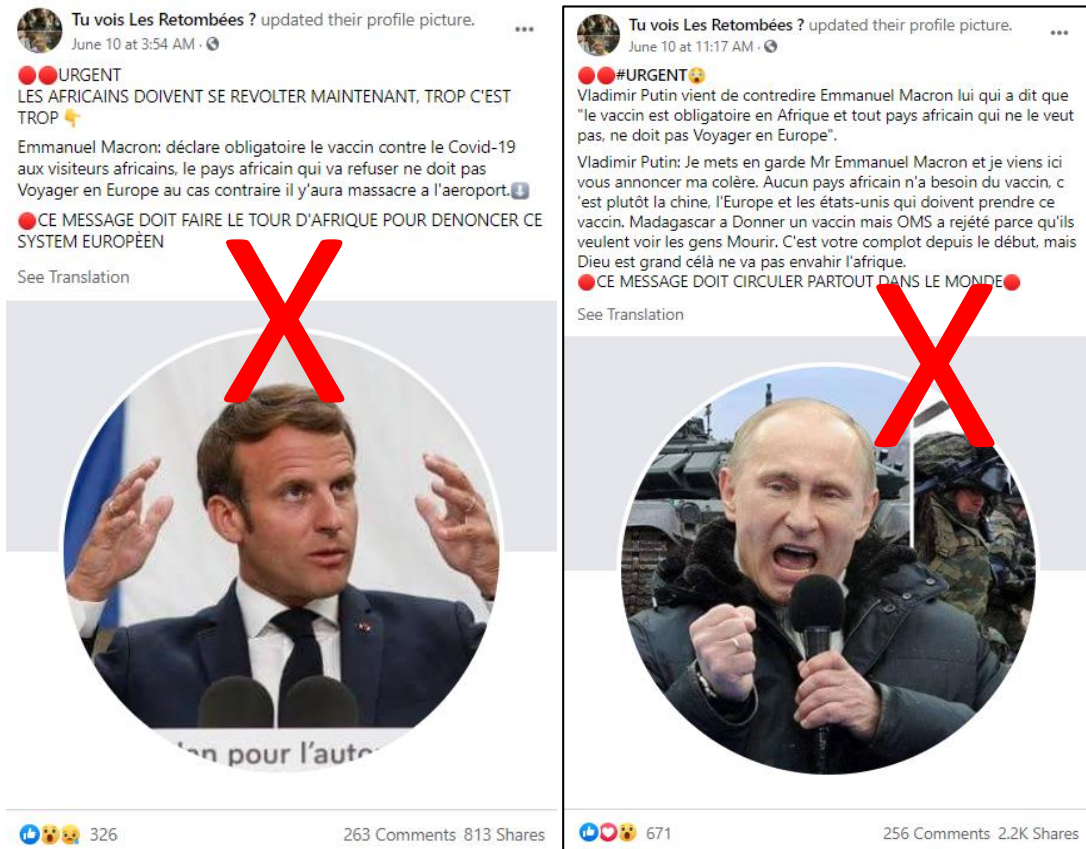 Tu vois Les Retombées ? updated their profile picture.
June 10 at 3:54 AM ·
URGENT
LES AFRICAINS DOIVENT SE REVOLTER MAINTENANT, TROP C'EST
TROP
Emmanuel Macron: déclare obligatoire le vaccin contre le Covid-19
aux visiteurs africains, le pays africain qui va refuser ne doit pas
Voyager en Europe au cas contraire il y'aura massacre a l'aeroport.
CE MESSAGE DOIT FAIRE LE TOUR D'AFRIQUE POUR DENONCER CE
SYSTEM EUROPÈEN
See Translation
an pour l'auto
326
263 Comments 813 Shares
Tu vois Les Retombées ? updated their profile picture.
June 10 at 11:17 AM ·
#URGENT
Vladimir Putin vient de contredire Emmanuel Macron lui qui a dit que
"le vaccin est obligatoire en Afrique et tout pays africain qui ne le veut
pas, ne doit pas Voyager en Europe".
Vladimir Putin: Je mets en garde Mr Emmanuel Macron et je viens ici
vous annoncer ma colère. Aucun pays africain n'a besoin du vaccin, c
'est plutôt la chine, l'Europe et les états-unis qui doivent prendre ce
vaccin. Madagascar a Donner un vaccin mais OMS a rejété parce qu'ils
veulent voir les gens Mourir. C'est votre complot depuis le début, mais
Dieu est grand célà ne va pas envahir l'afrique.
CE MESSAGE DOIT CIRCULER PARTOUT DANS LE MONDE
See Translation
671
256 Comments 2.2K Shares